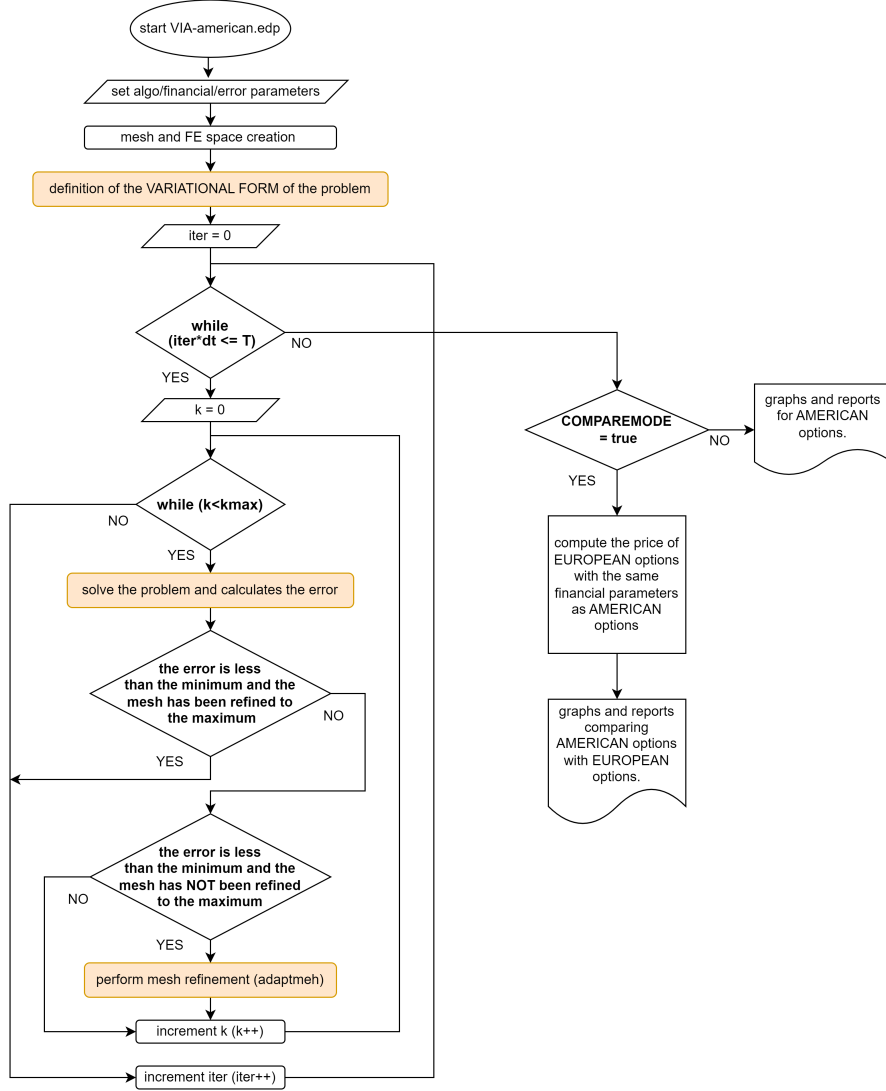 start VIA-american.edp
set algo/financial/error parameters
mesh and FE space creation
definition of the VARIATIONAL FORM of the problem
iter = 0
while
(iter*dt <= T)
NO
YES
k = 0
while (k<kmax)
NO
YES
solve the problem and calculates the error
the error is less
than the minimum and the
mesh has been refined to
the maximum
NO
YES
the error is less
than the minimum and the
mesh has NOT been refined
to the maximum
NO
YES
perform mesh refinement (adaptmeh)
increment k (k++)
increment iter (iter++)
COMPAREMODE
= true
NO
YES
graphs and reports
for AMERICAN
options.
compute the price of
EUROPEAN options
with the same
financial parameters
as AMERICAN
options
graphs and reports
comparing
AMERICAN options
with EUROPEAN
options.